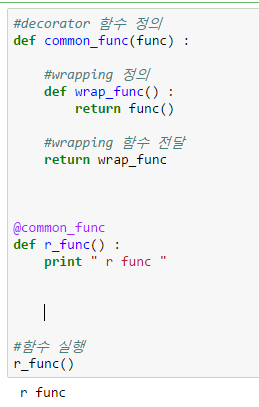 #decorator 함수 정의
def common_func(func) :
#wrapping 정의
def wrap_func() :
return func()
#wrapping 함수 전달
return wrap_func
@common_func
def r_func() :
print " r func "
#함수 실행
r_func()
r func